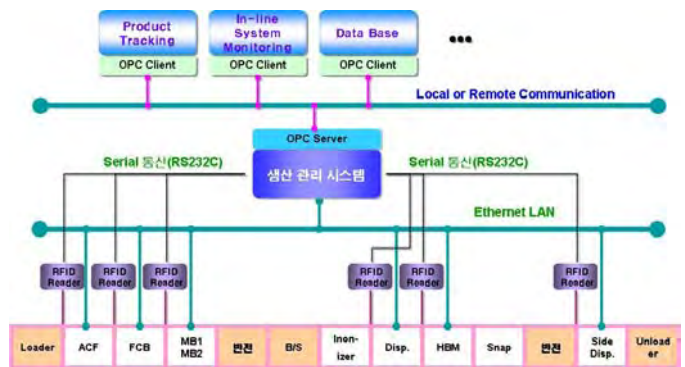 Product
Tracking
In-line
System
Monitoring
Data Base
•••
OPC Client
OPC Client
OPC Client
Local or Remote Communication
OPC Server
Serial 통신(RS232C)
생산 관리 시스템
Serial 통신(RS232C)
Ethernet LAN
RFID
Reader
RFID
Reader
RFID
Reader
RFID
Reader
RFID
Reader
RFID
Reader
Loader
ACF
FCB
MB1
MB2
반전
B/S
Inon-
izer
Disp.
HBM
Snap
반전
Side
Disp.
Unload
er